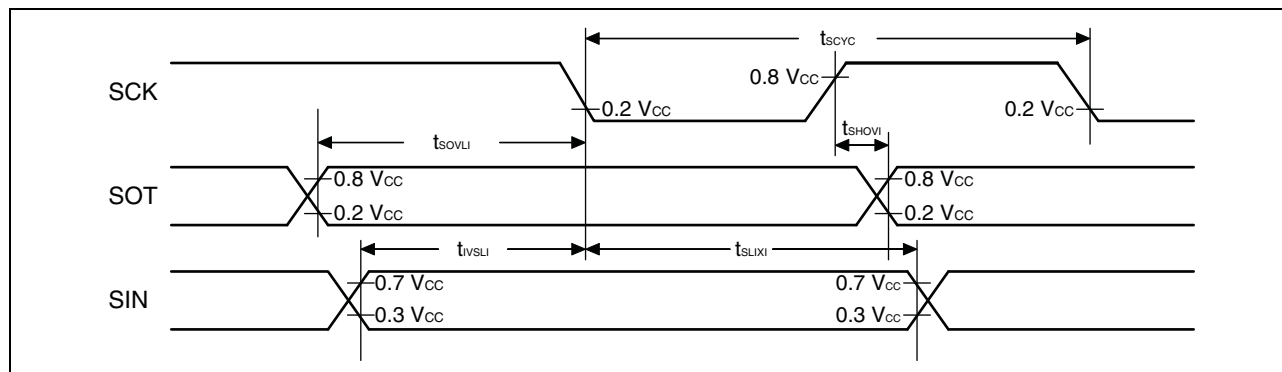 tSCYC
SCK
0.8 VCC
0.2 VCC
0.2 VCC
tSOVLI
tSHOVI
SOT
0.8 VCC
0.2 VCC
0.8 VCC
0.2 VCC
tIVSLI
tSLIXI
SIN
0.7 VCC
0.3 VCC
0.7 VCC
0.3 VCC